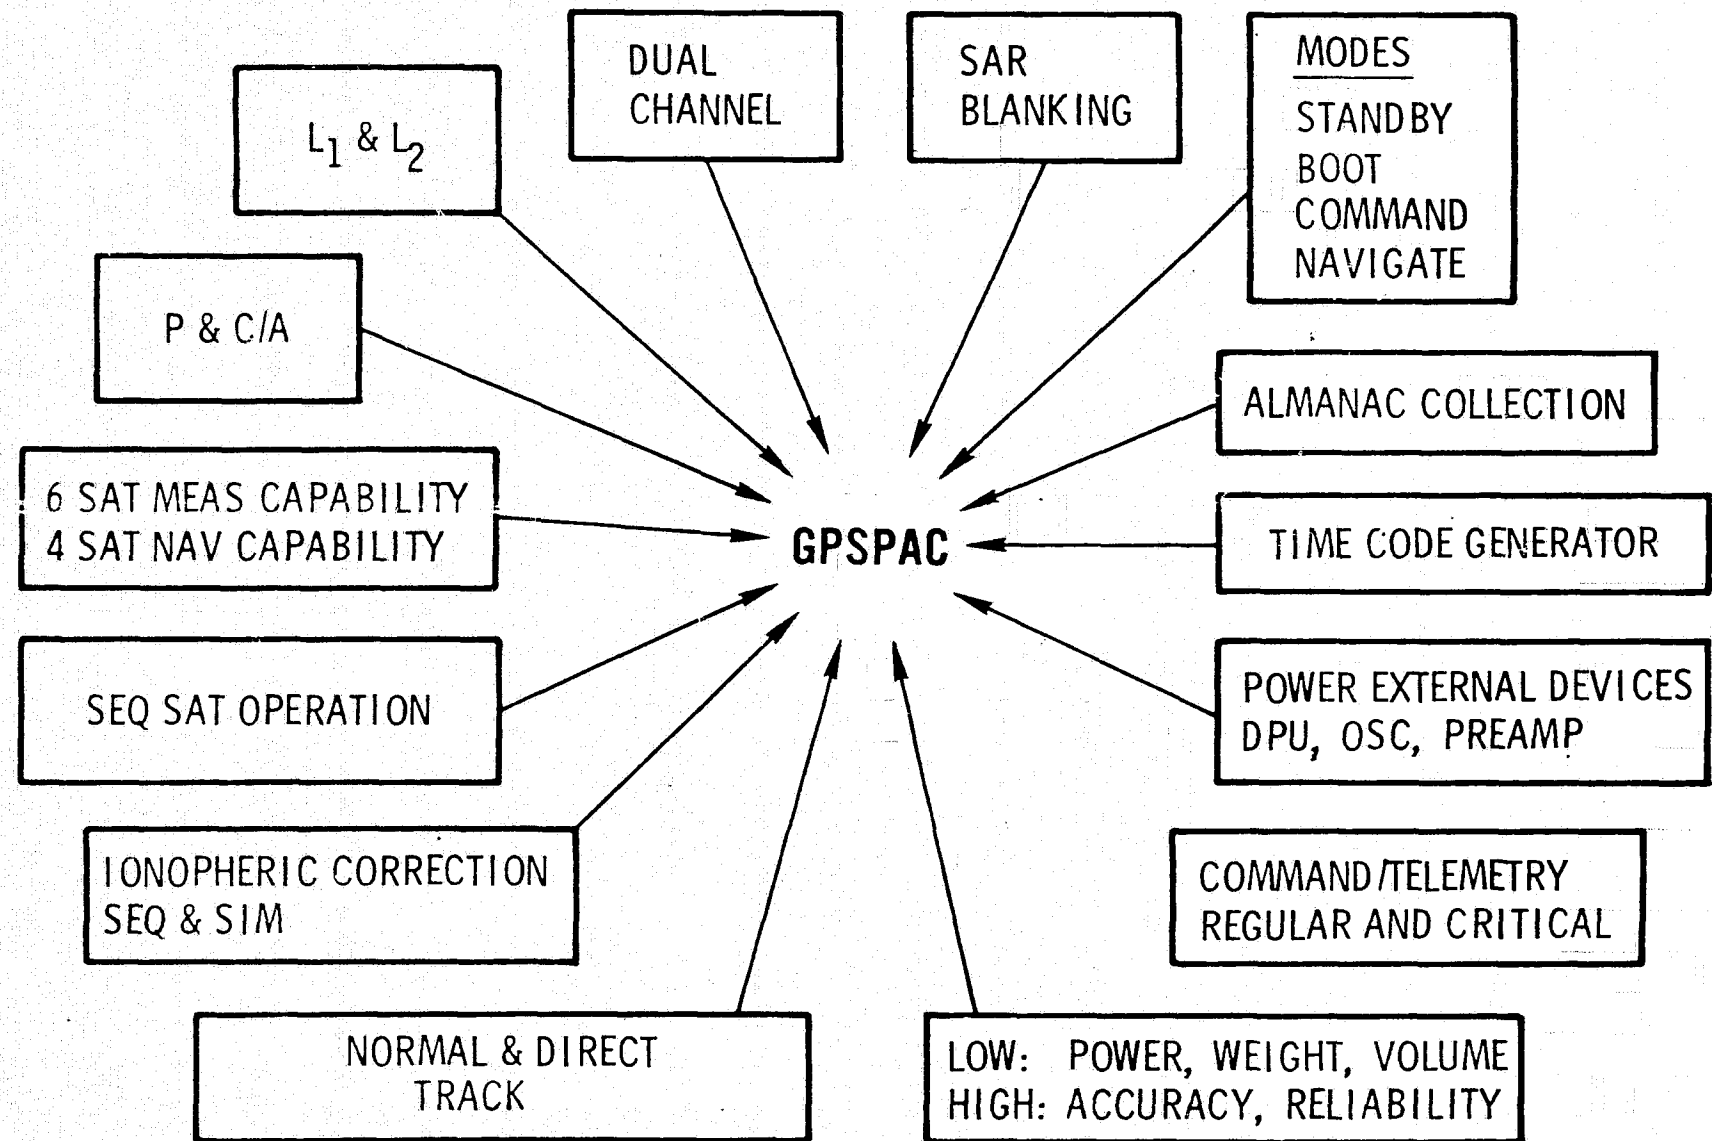 DUAL
CHANNEL
SAR
BLANKING
MODES
STANDBY
BOOT
COMMAND
NAVIGATE
L1 & L2
P & C/A
ALMANAC COLLECTION
6 SAT MEAS CAPABILITY
4 SAT NAV CAPABILITY
GPSPAC
TIME CODE GENERATOR
SEQ SAT OPERATION
POWER EXTERNAL DEVICES
DPU, OSC, PREAMP
IONOPHERIC CORRECTION
SEQ & SIM
COMMAND/TELEMETRY
REGULAR AND CRITICAL
NORMAL & DIRECT
TRACK
LOW: POWER, WEIGHT, VOLUME
HIGH: ACCURACY, RELIABILITY